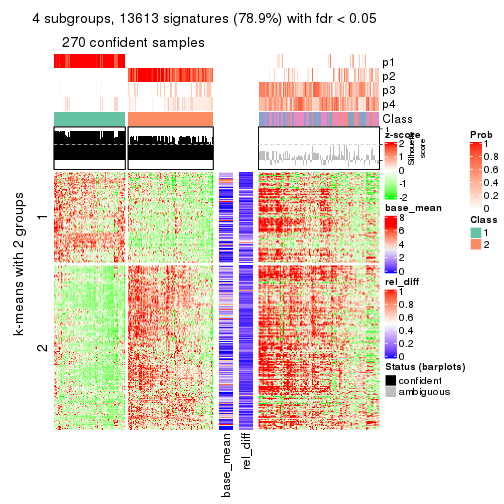 4 subgroups, 13613 signatures (78.9%) with fdr < 0.05
270 confident samples
p1
p2
p3
p4
Class
1
Silhouette
score
k-means with 2 groups
1
2
base_mean
rel_diff
z-score
2
1
0
-1
-2
base_mean
8
6
4
2
0
rel_diff
1
0.8
0.6
0.4
0.2
0
Status (barplots)
confident
ambiguous
Prob
1
0.8
0.6
0.4
0.2
0
Class
1
2